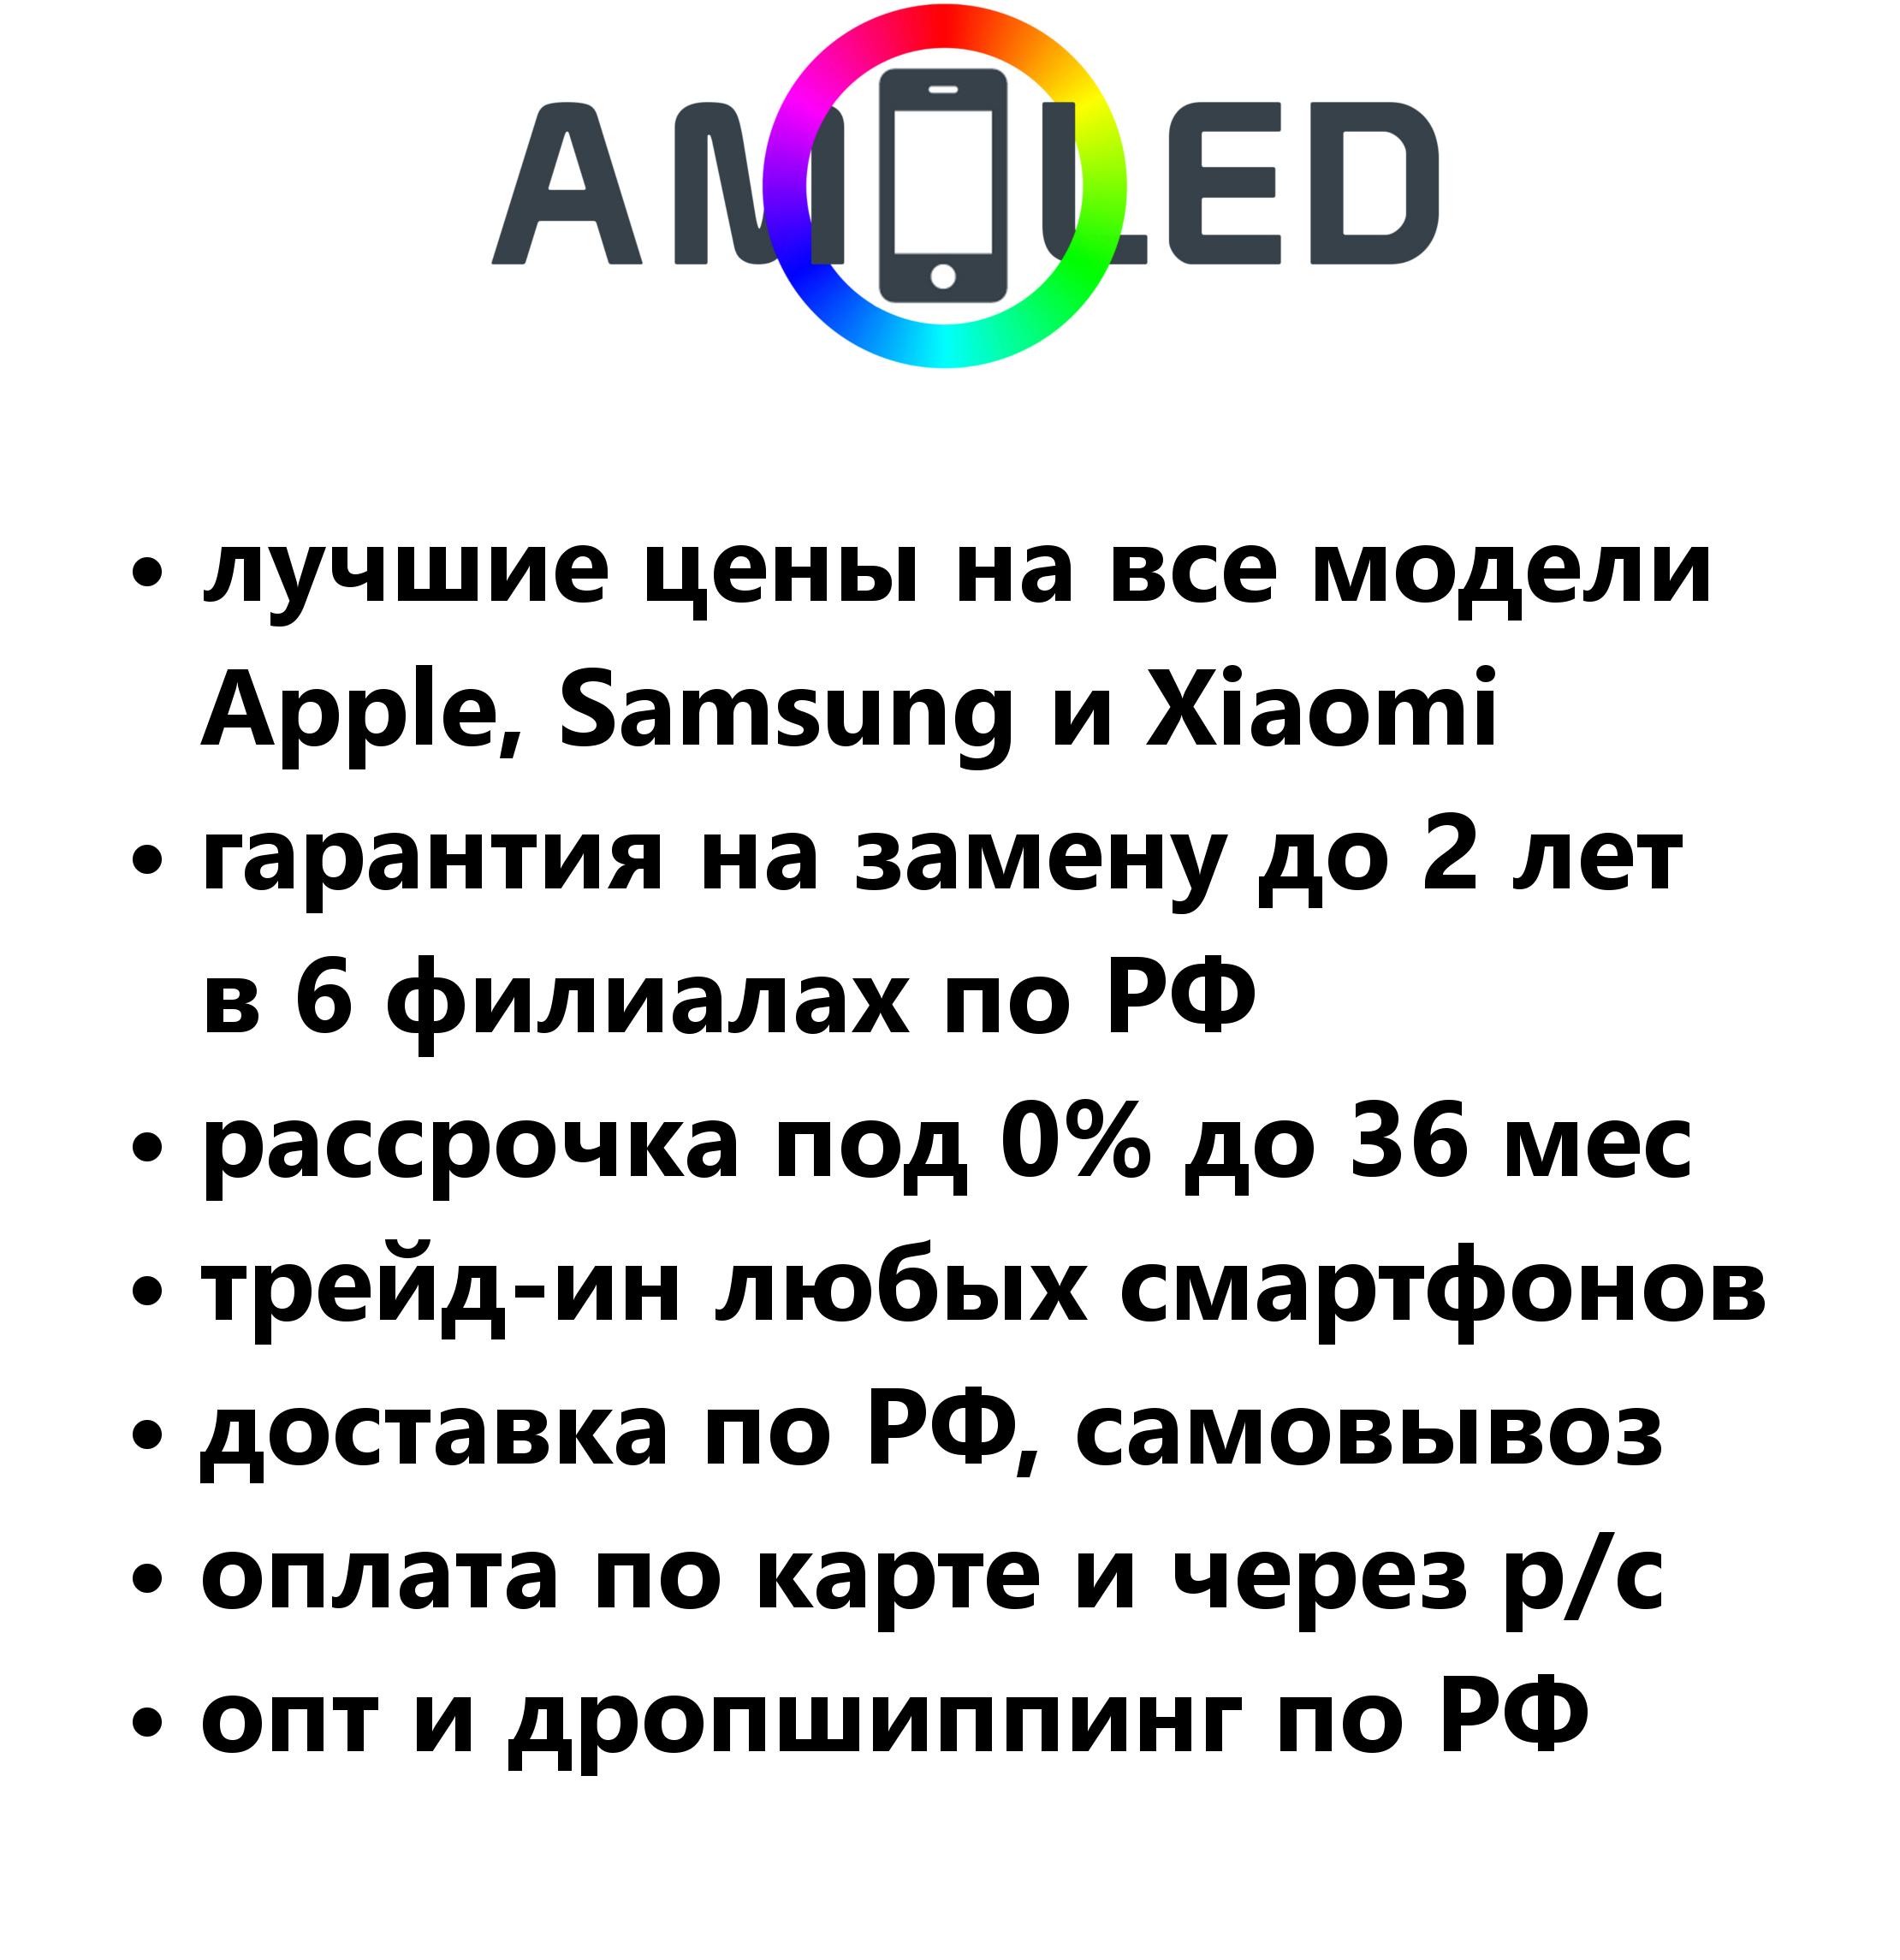 AMOLED
• лучшие цены на все модели
Apple, Samsung и Xiaomi
• гарантия на замену до 2 лет
в 6 филиалах по РФ
• рассрочка под 0% до 36 мес
• трейд-ин любых смартфонов
• доставка по РФ, самовывоз
• оплата по карте и через р/с
• опт и дропшиппинг по РФ